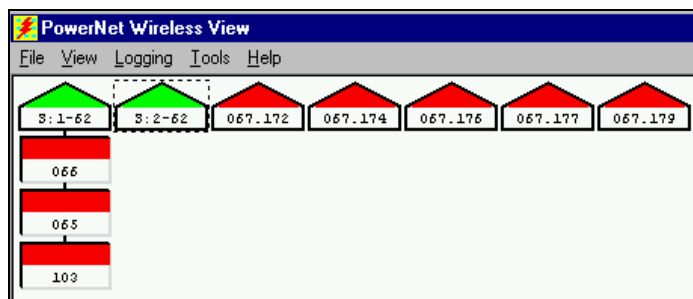 PowerNet Wireless View
File View Logging Tools Help
S:1-62 S:2-62 067.172 067.174 067.176 067.177 067.179
066
065
103